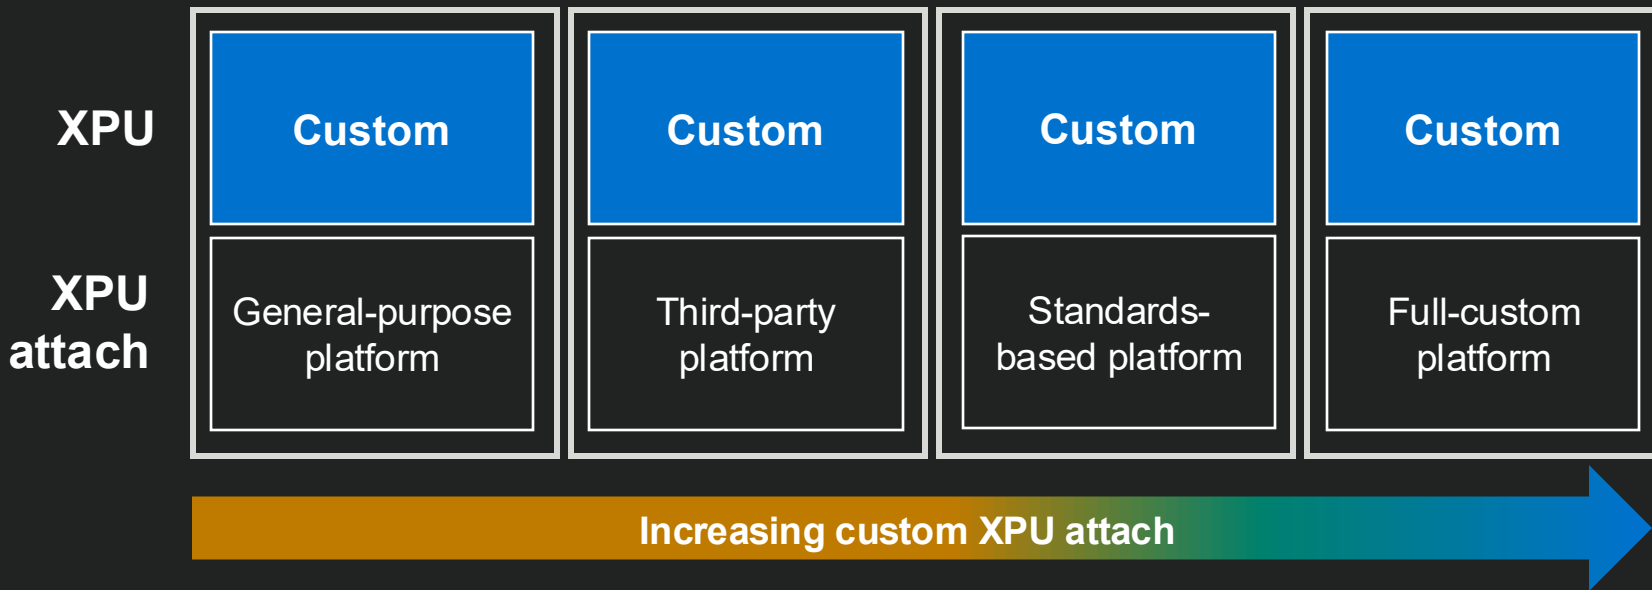 XPU
Custom
Custom
Custom
Custom
XPU
attach
General-purpose
platform
Third-party
platform
Standards-
based platform
Full-custom
platform
Increasing custom XPU attach